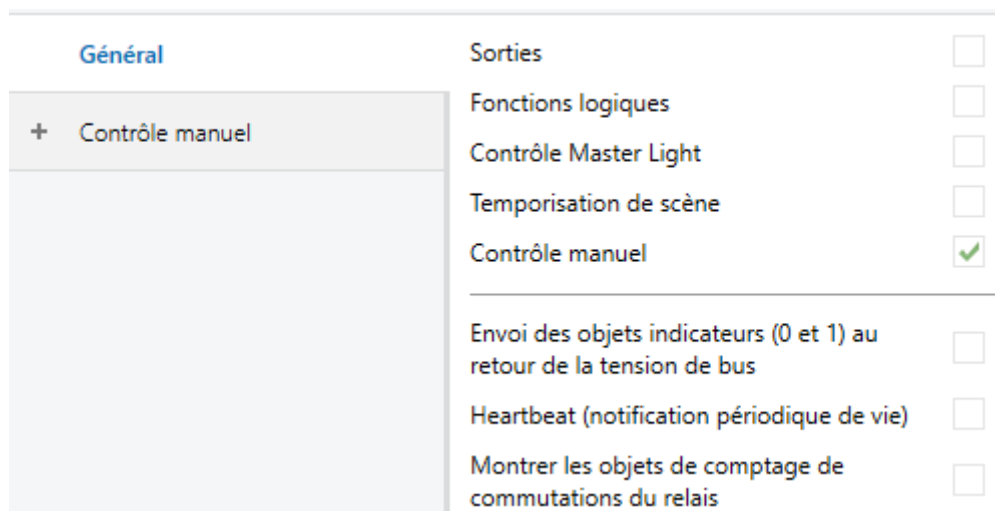 Général
+ Contrôle manuel
Sorties
Fonctions logiques
Contrôle Master Light
Temporisation de scène
Contrôle manuel
Envoi des objets indicateurs (0 et 1) au
retour de la tension de bus
Heartbeat (notification périodique de vie)
Montrer les objets de comptage de
commutations du relais